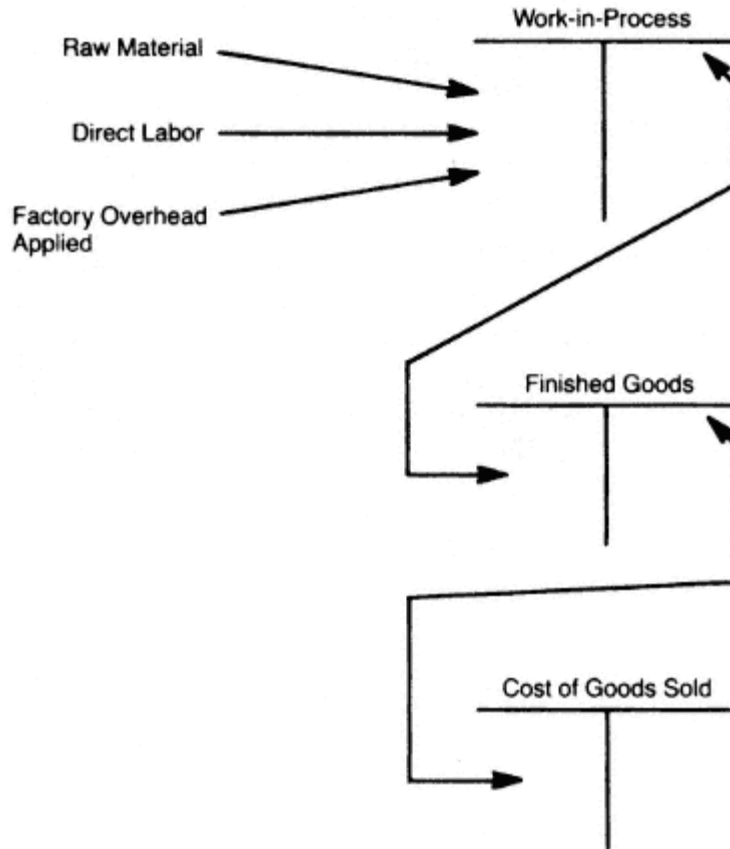 Work-in-Process
Raw Material
Direct Labor
Factory Overhead
Applied
Finished Goods
Cost of Goods Sold